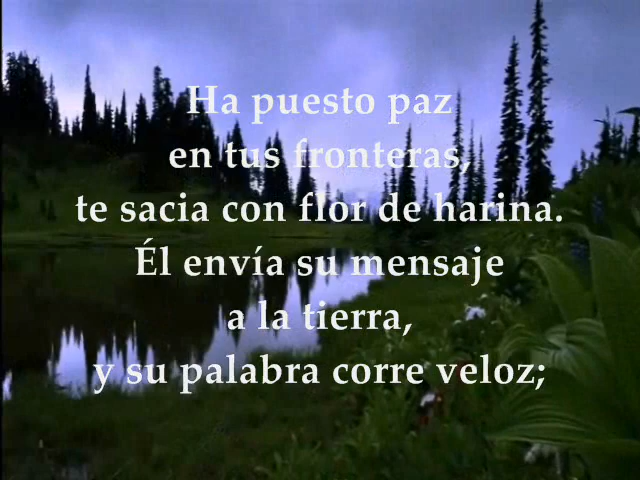 Ha puesto paz
en tus fronteras,
te sacia con flor de harina.
Él envía su mensaje
a la tierra,
y su palabra corre veloz;